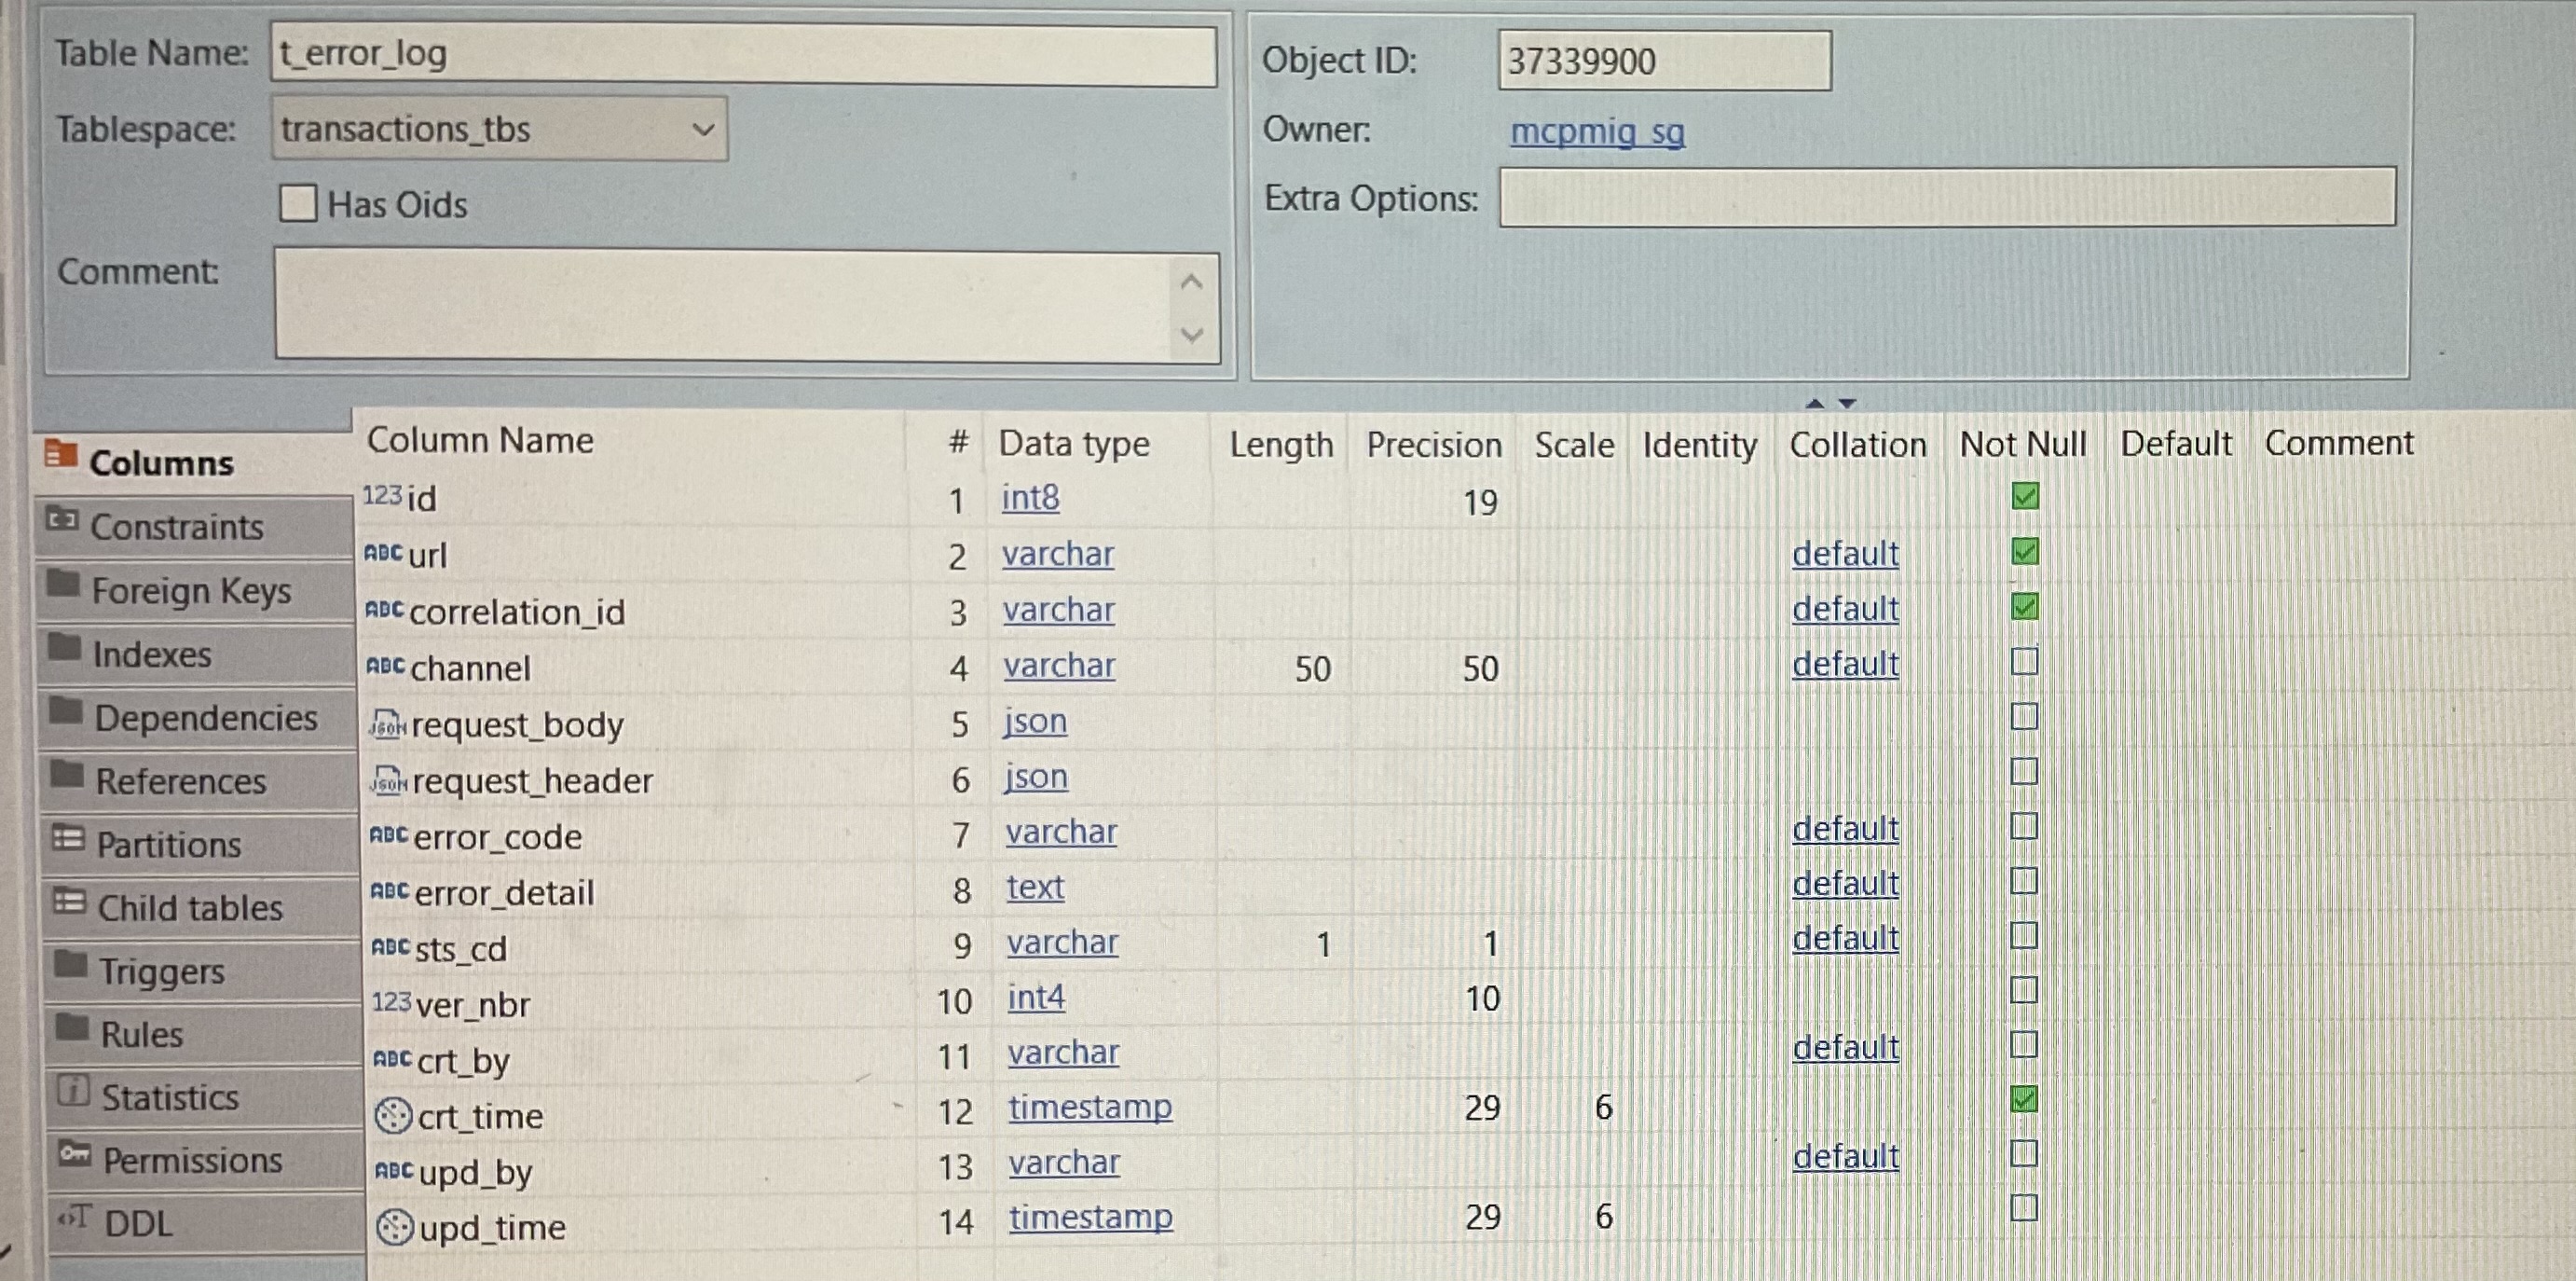 Table Name: t_error_log
Tablespace: transactions_tbs
Has Oids
Comment:
Object ID: 37339900
Owner: mcpmig_sg
Extra Options:
Columns
Constraints
Foreign Keys
Indexes
Dependencies
References
Partitions
Child tables
Triggers
Rules
Statistics
Permissions
DDL
Column Name # Data type Length Precision Scale Identity Collation Not Null Default Comment
123 id 1 int8 19
ABC url 2 varchar default
ABC correlation_id 3 varchar default
ABC channel 4 varchar 50 50 default
JSON request_body 5 json
JSON request_header 6 json
ABC error_code 7 varchar default
ABC error_detail 8 text default
ABC sts_cd 9 varchar 1 1 default
123 ver_nbr 10 int4 10
ABC crt_by 11 varchar default
crt_time 12 timestamp 29 6
ABC upd_by 13 varchar default
upd_time 14 timestamp 29 6